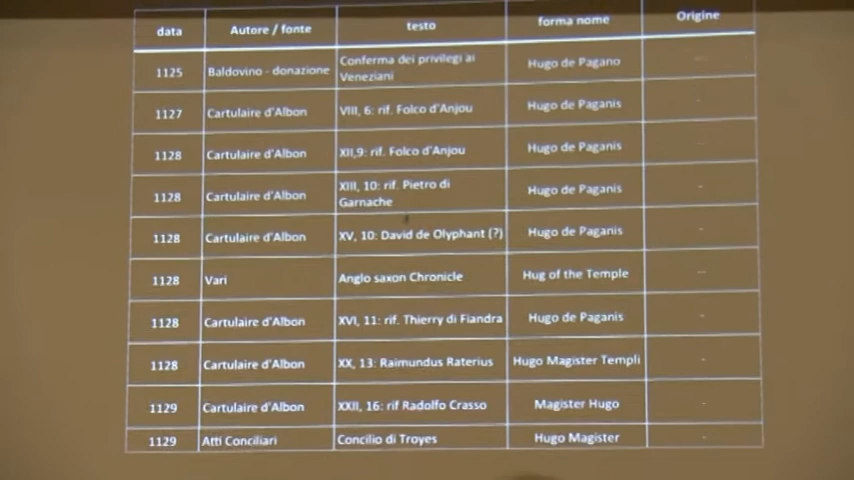 data Autore / fonte testo forma nome Origine
1125 Baldovino - donazione Conferma dei privilegi ai Veneziani Hugo de Pagano -
1127 Cartulaire d'Albon VIII, 6: rif. Folco d'Anjou Hugo de Paganis -
1128 Cartulaire d'Albon XII,9: rif. Folco d'Anjou Hugo de Paganis -
1128 Cartulaire d'Albon XIII, 10: rif. Pietro di Garnache Hugo de Paganis -
1128 Cartulaire d'Albon XV, 10: David de Olyphant (?) Hugo de Paganis -
1128 Vari Anglo saxon Chronicle Hug of the Temple -
1128 Cartulaire d'Albon XVI, 11: rif. Thierry di Fiandra Hugo de Paganis -
1128 Cartulaire d'Albon XX, 13: Raimundus Raterius Hugo Magister Templi -
1129 Cartulaire d'Albon XXII, 16: rif Radolfo Crasso Magister Hugo -
1129 Atti Conciliari Concilio di Troyes Hugo Magister -